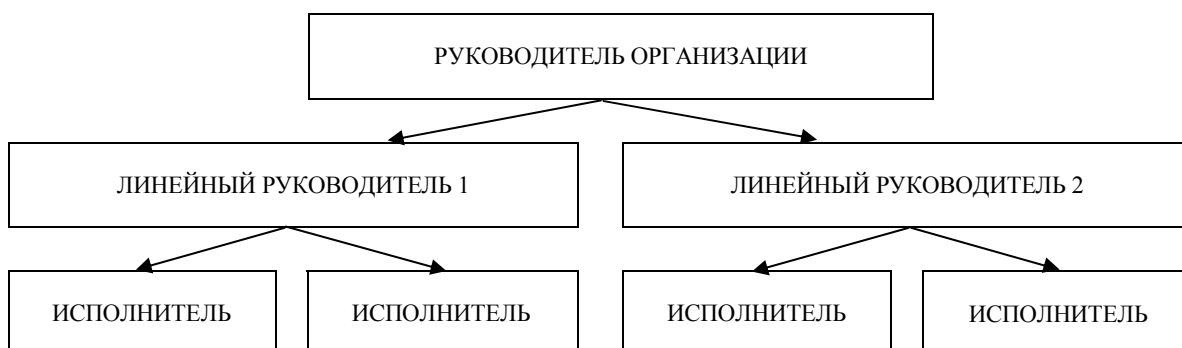 РУКОВОДИТЕЛЬ ОРГАНИЗАЦИИ
ЛИНЕЙНЫЙ РУКОВОДИТЕЛЬ 1
ЛИНЕЙНЫЙ РУКОВОДИТЕЛЬ 2
ИСПОЛНИТЕЛЬ
ИСПОЛНИТЕЛЬ
ИСПОЛНИТЕЛЬ
ИСПОЛНИТЕЛЬ